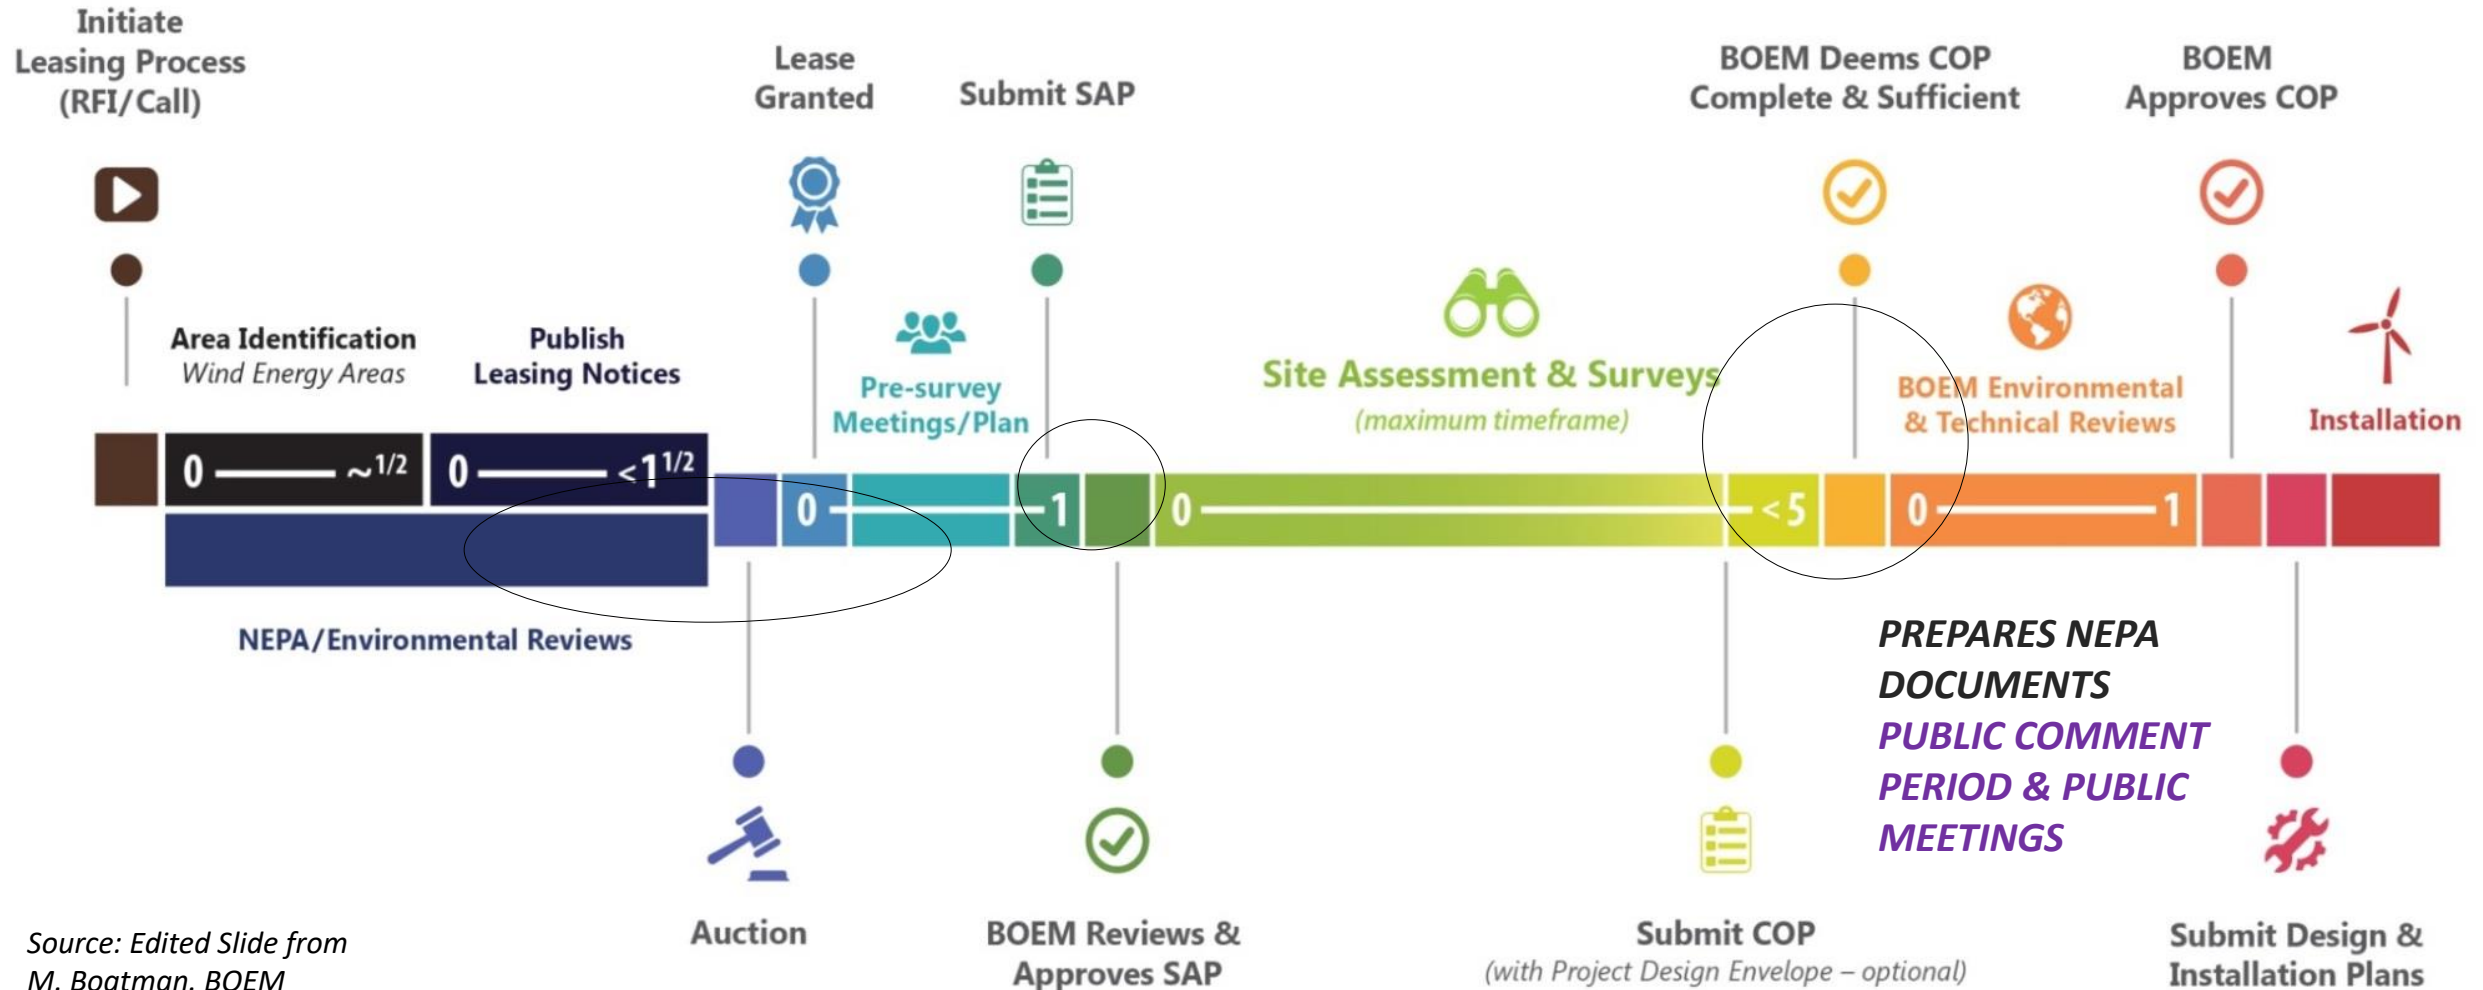 Initiate
Leasing Process
(RFI/Call)
Lease
Granted
Submit SAP
BOEM Deems COP
Complete & Sufficient
BOEM
Approves COP
Area Identification
Wind Energy Areas
Publish
Leasing Notices
Pre-survey
Meetings/Plan
Site Assessment & Surveys
(maximum timeframe)
BOEM Environmental
& Technical Reviews
Installation
0 ~1/2
0 <1 1/2
0 1
0 <5
0 1
NEPA/Environmental Reviews
PREPARES NEPA
DOCUMENTS
PUBLIC COMMENT
PERIOD & PUBLIC
MEETINGS
Auction
BOEM Reviews &
Approves SAP
Submit COP
(with Project Design Envelope – optional)
Submit Design &
Installation Plans
Source: Edited Slide from
M. Boatman, BOEM